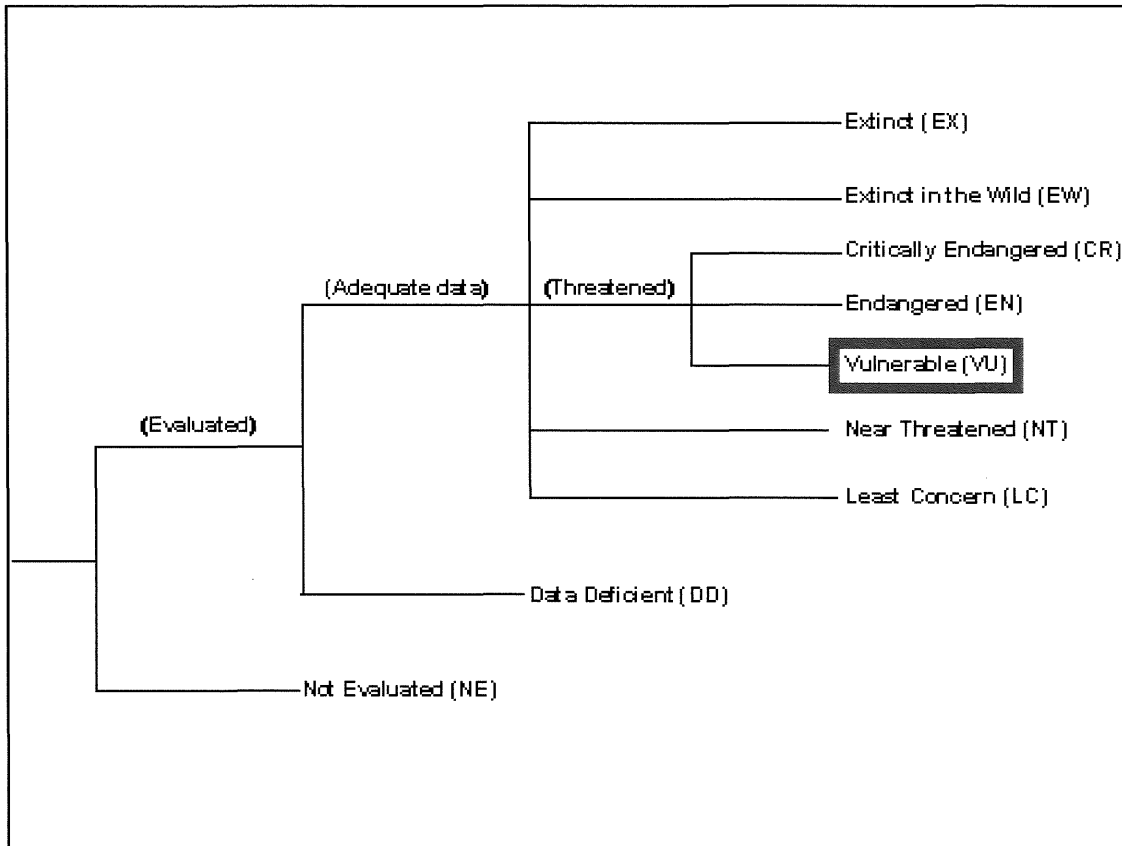 Extinct (EX)
Extinct in the Wild (EW)
Critically Endangered (CR)
(Adequate data)
(Threatened)
Endangered (EN)
Vulnerable (VU)
(Evaluated)
Near Threatened (NT)
Least Concern (LC)
Data Deficient (DD)
Not Evaluated (NE)